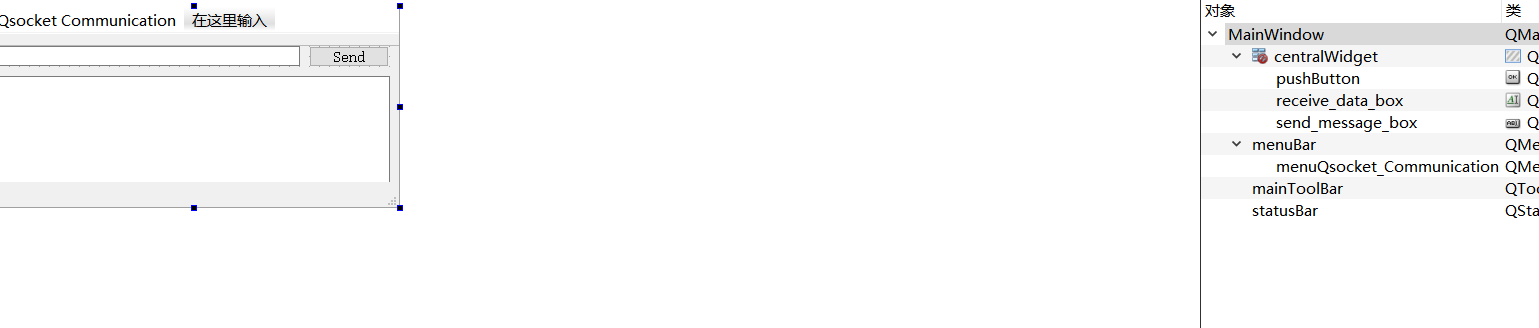 Qsocket Communication 在这里输入
Send
对象 类
MainWindow QMa
centralWidget Q
pushButton Q
receive_data_box Q
send_message_box Q
menuBar QMe
menuQsocket_Communication QMe
mainToolBar QToo
statusBar QSta